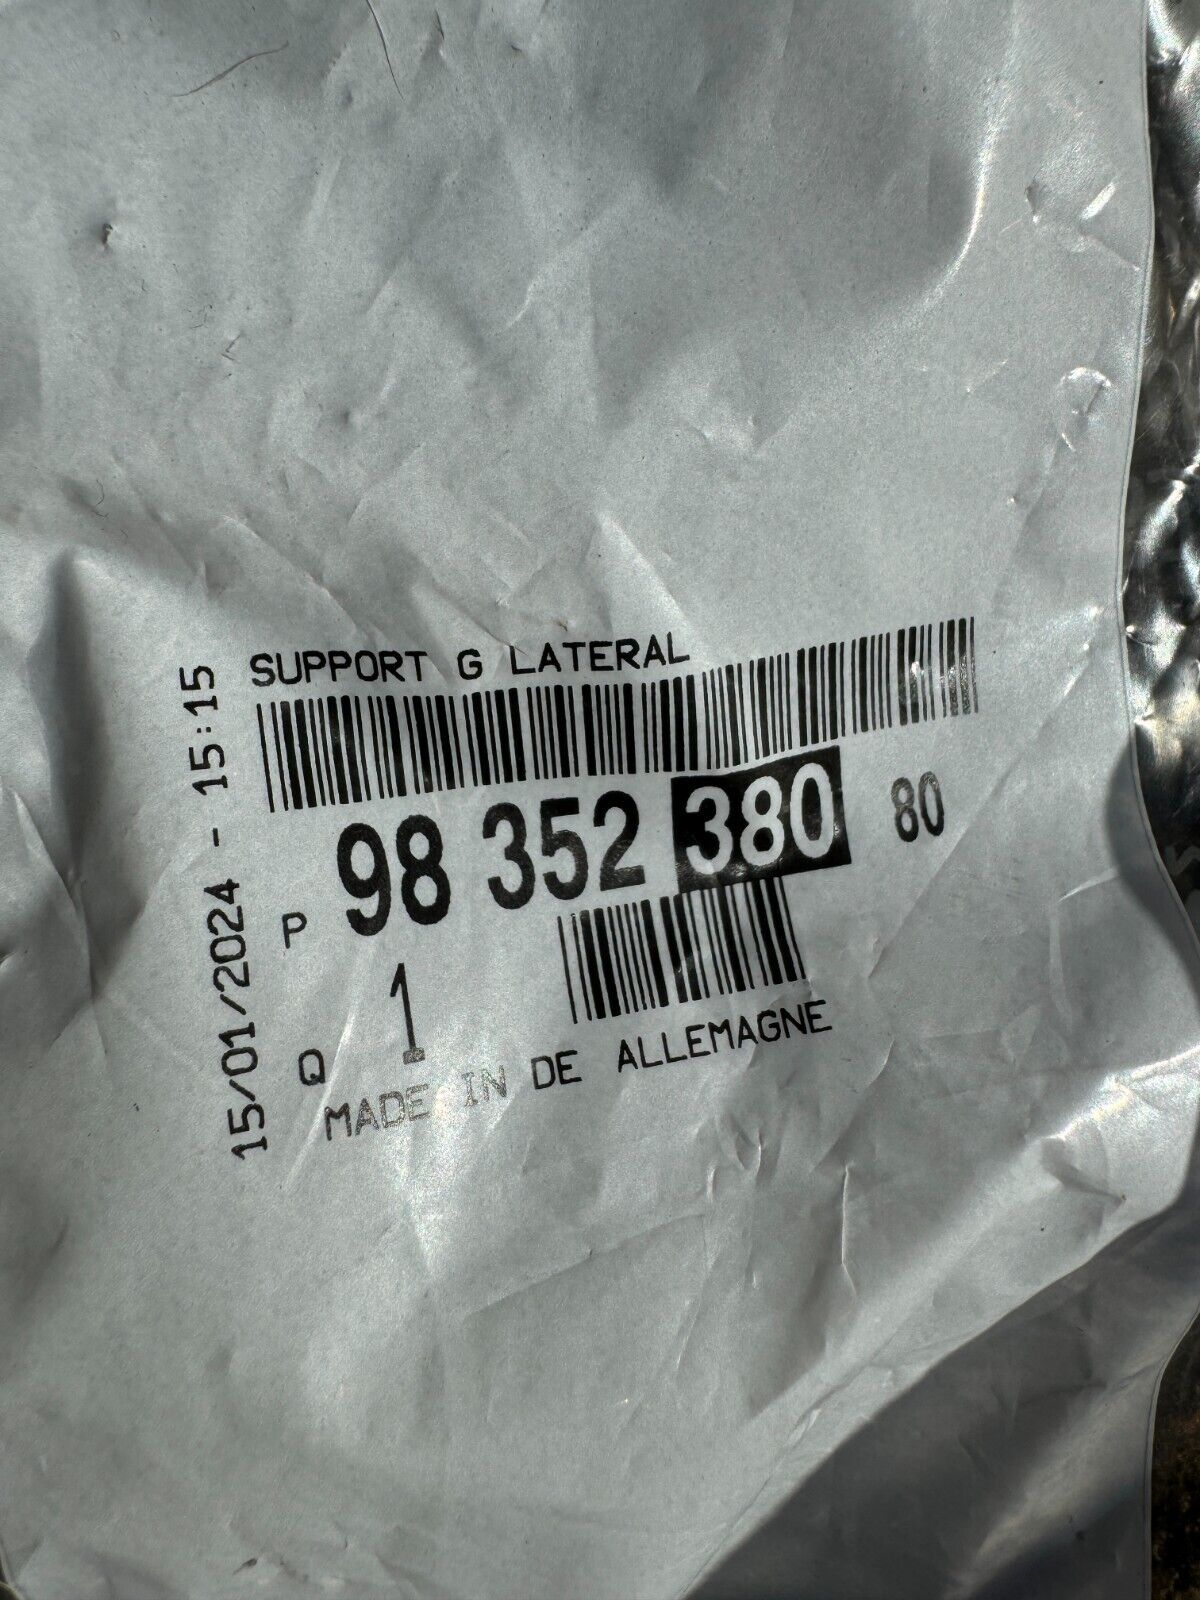 SUPPORT G LATERAL
P 98 352 380 80
Q 1
MADE IN DE ALLEMAGNE
15/01/2024 - 15:15